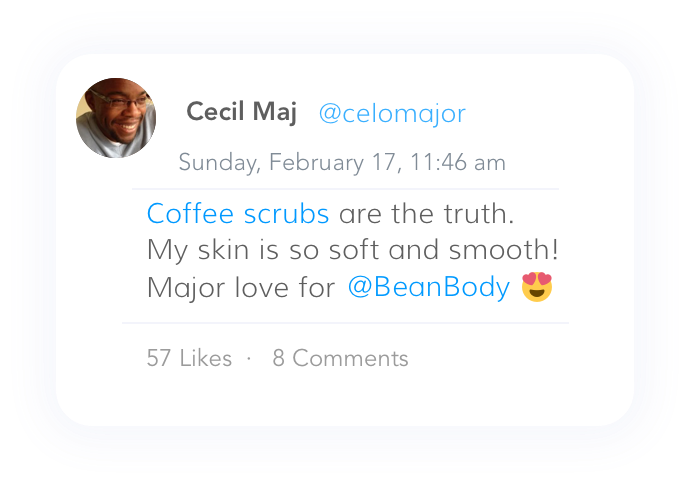 Cecil Maj @celomajor
Sunday, February 17, 11:46 am
Coffee scrubs are the truth.
My skin is so soft and smooth!
Major love for @BeanBody 😍
57 Likes · 8 Comments